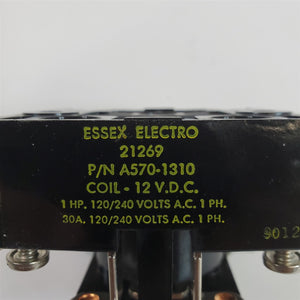 ESSEX ELECTRO
21269
P/N A570-1310
COIL - 12 V.D.C.
1 HP. 120/240 VOLTS A.C. 1 PH.
30A. 120/240 VOLTS A.C. 1 PH.
9012